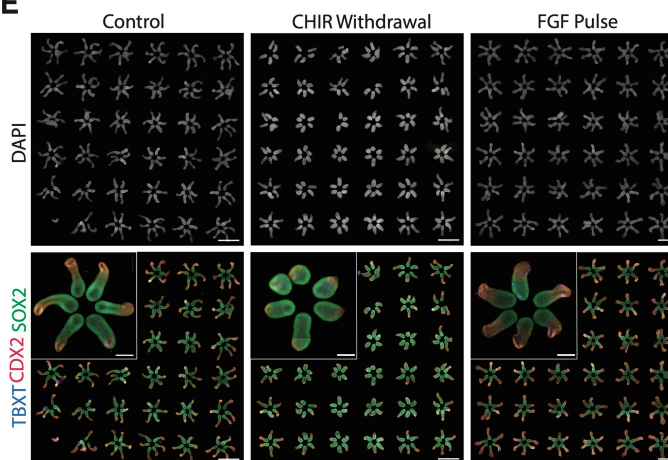 E
Control
CHIR Withdrawal
FGF Pulse
DAPI
TBXT CDX2 SOX2